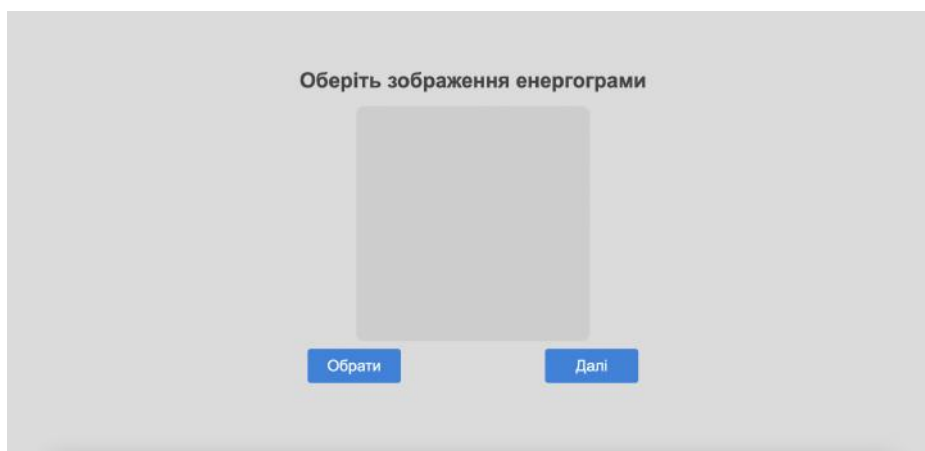 Оберіть зображення енергограми
Обрати
Далі